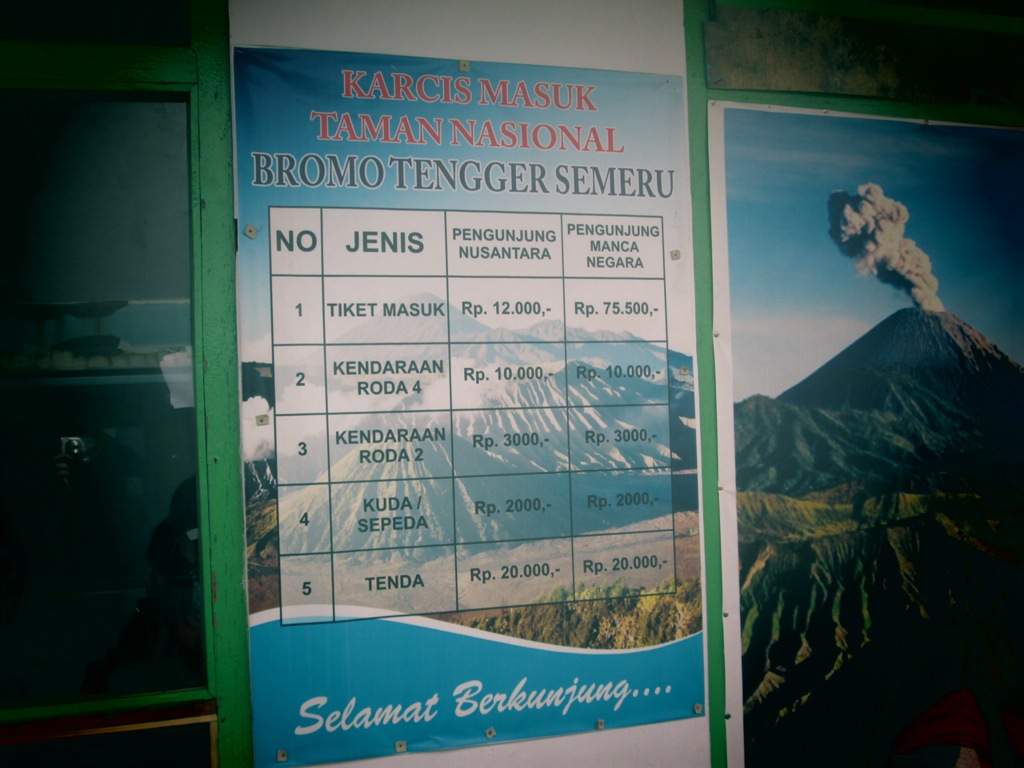 KARCIS MASUK
TAMAN NASIONAL
BROMO TENGGER SEMERU
NO JENIS PENGUNJUNG NUSANTARA PENGUNJUNG MANCA NEGARA
1 TIKET MASUK Rp. 12.000,- Rp. 75.500,-
2 KENDARAAN RODA 4 Rp. 10.000,- Rp. 10.000,-
3 KENDARAAN RODA 2 Rp. 3000,- Rp. 3000,-
4 KUDA / SEPEDA Rp. 2000,- Rp. 2000,-
5 TENDA Rp. 20.000,- Rp. 20.000,-
Selamat Berkunjung....